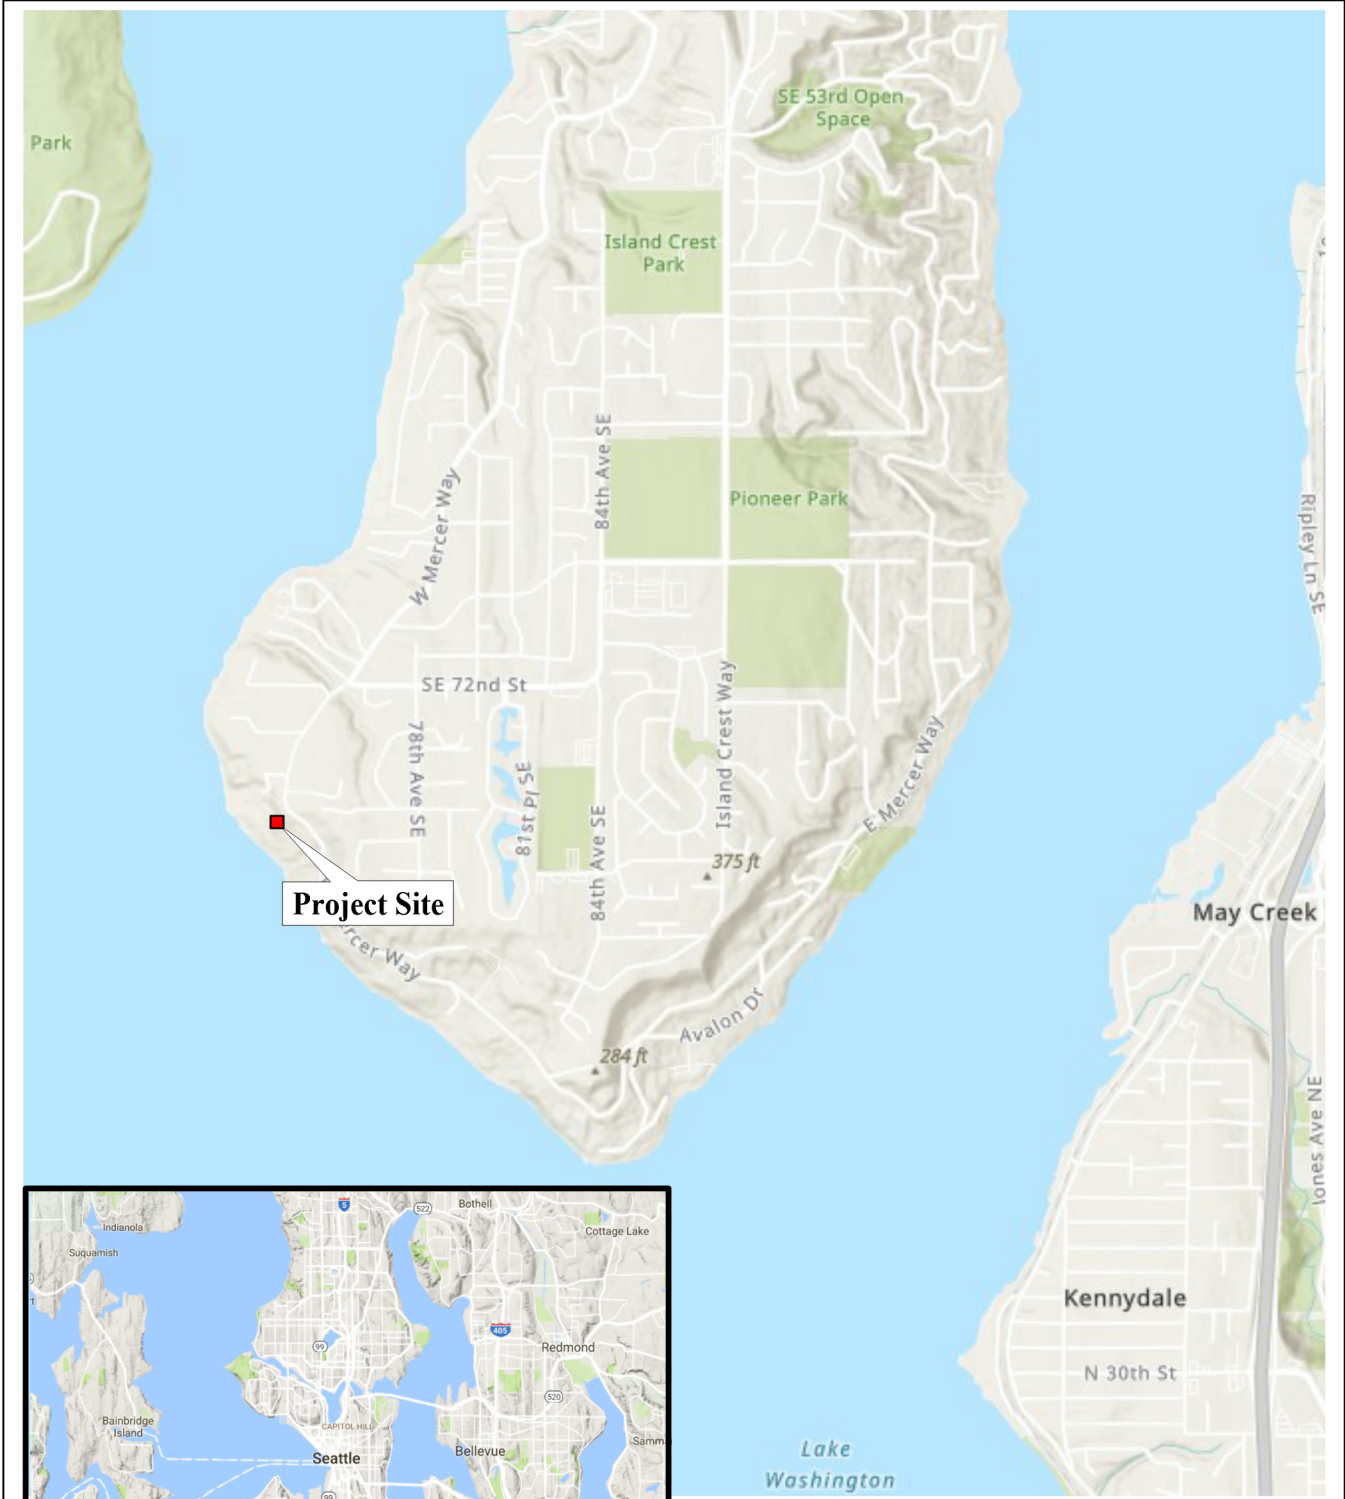 SE 53rd Open
Space
Park
Island Crest
Park
84th Ave SE
W Mercer Way
Pioneer Park
Ripley Ln SE
SE 72nd St
Island Crest Way
78th Ave SE
81st Pl SE
E Mercer Way
84th Ave SE
375 ft
Project Site
May Creek
Mercer Way
Avalon Dr
284 ft
Jones Ave NE
Kennydale
N 30th St
Lake
Washington
5
522
Bothell
Indianola
Cottage Lake
Suquamish
405
99
Redmond
520
Bainbridge
Island
CAPITOL HILL
Seattle
Bellevue
Samm
99